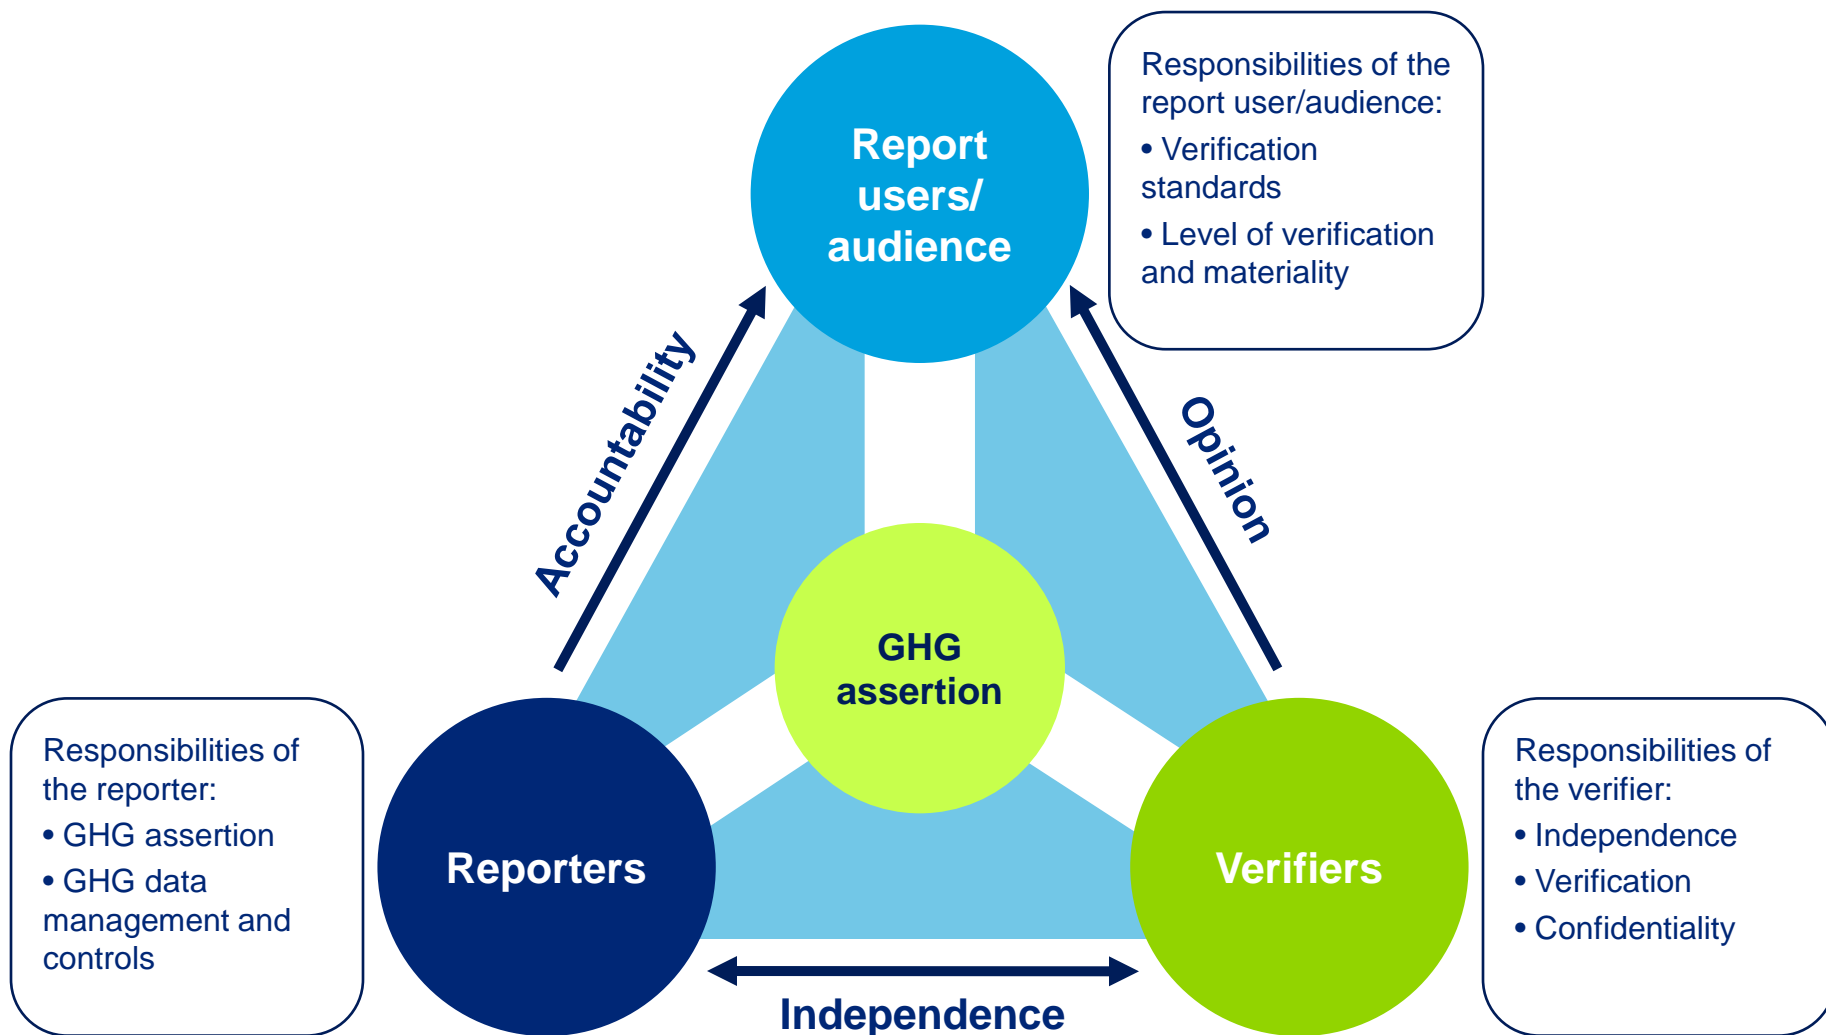 Report
users/
audience
Responsibilities of the
report user/audience:
• Verification
standards
• Level of verification
and materiality
Accountability
Opinion
GHG
assertion
Responsibilities of
the reporter:
• GHG assertion
• GHG data
management and
controls
Reporters
Verifiers
Responsibilities of
the verifier:
• Independence
• Verification
• Confidentiality
Independence